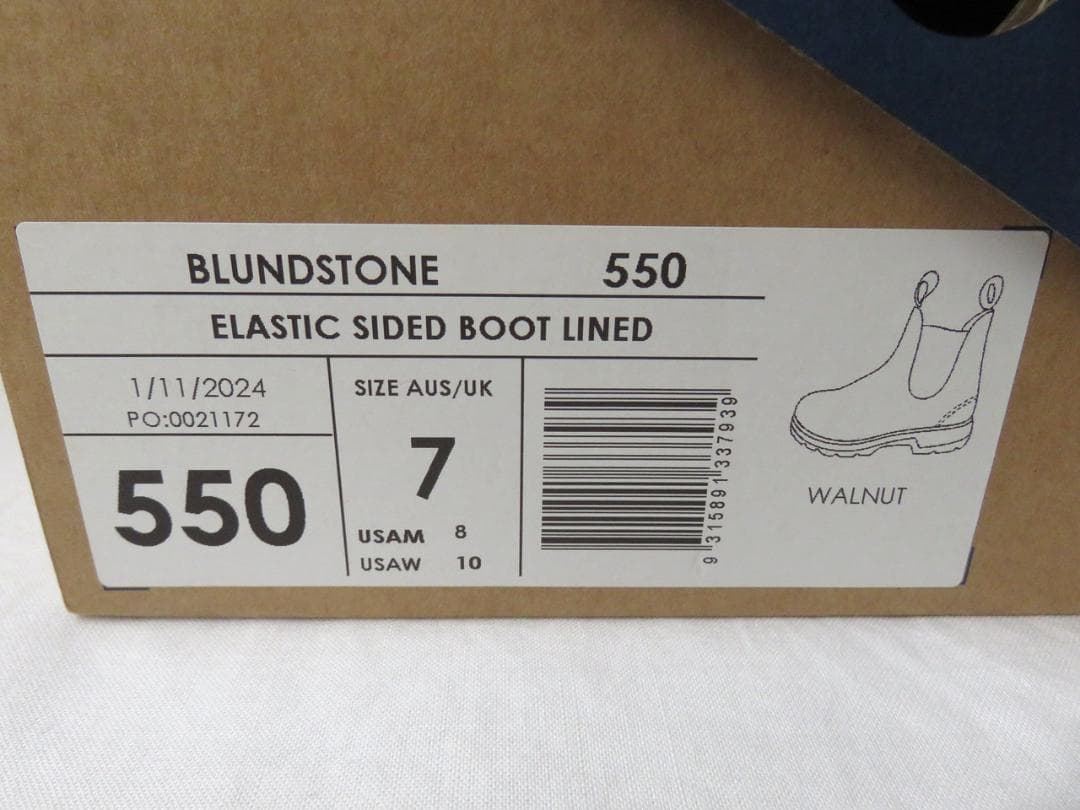 BLUNDSTONE 550
ELASTIC SIDED BOOT LINED
1/11/2024
PO:0021172
550
SIZE AUS/UK
7
USAM 8
USAW 10
9 315891 337939
WALNUT